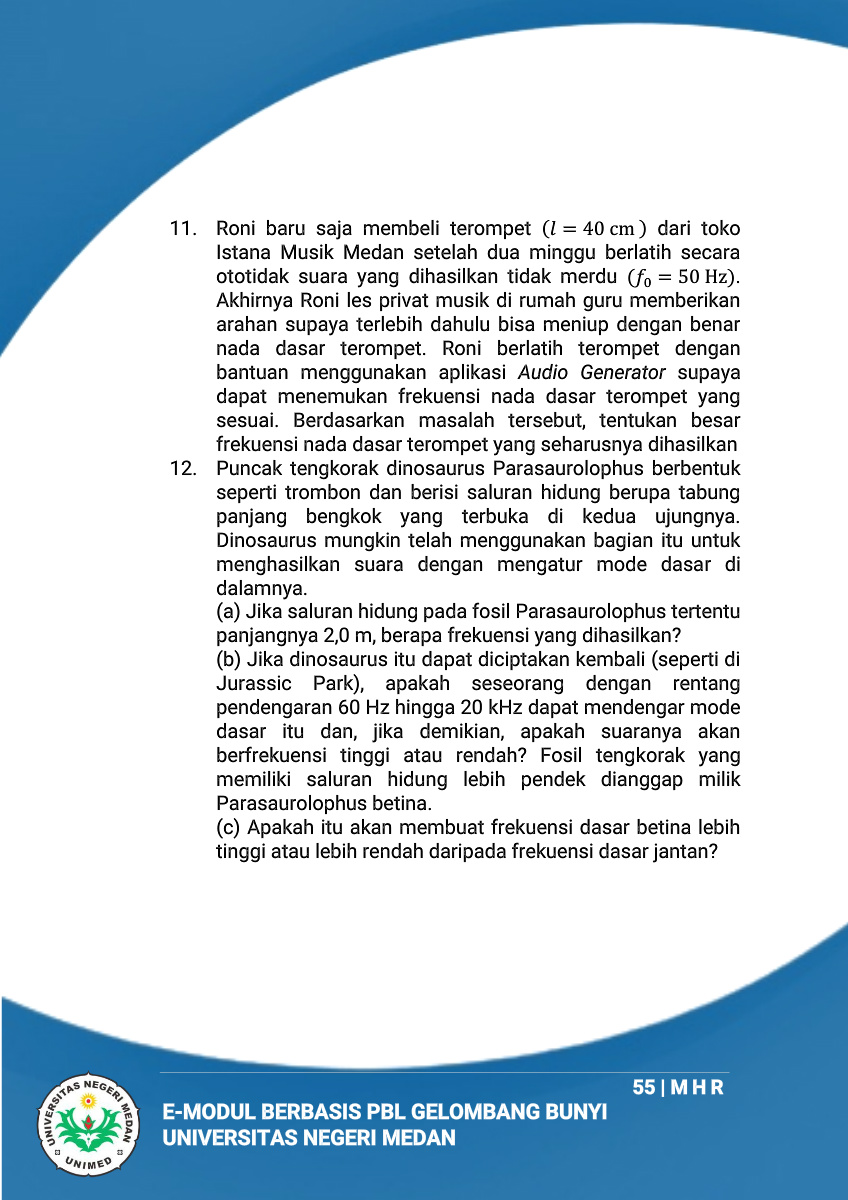 11. Roni baru saja membeli terompet (l = 40 cm ) dari toko
Istana Musik Medan setelah dua minggu berlatih secara
ototidak suara yang dihasilkan tidak merdu (f₀ = 50 Hz).
Akhirnya Roni les privat musik di rumah guru memberikan
arahan supaya terlebih dahulu bisa meniup dengan benar
nada dasar terompet. Roni berlatih terompet dengan
bantuan menggunakan aplikasi Audio Generator supaya
dapat menemukan frekuensi nada dasar terompet yang
sesuai. Berdasarkan masalah tersebut, tentukan besar
frekuensi nada dasar terompet yang seharusnya dihasilkan
12. Puncak tengkorak dinosaurus Parasaurolophus berbentuk
seperti trombon dan berisi saluran hidung berupa tabung
panjang bengkok yang terbuka di kedua ujungnya.
Dinosaurus mungkin telah menggunakan bagian itu untuk
menghasilkan suara dengan mengatur mode dasar di
dalamnya.
(a) Jika saluran hidung pada fosil Parasaurolophus tertentu
panjangnya 2,0 m, berapa frekuensi yang dihasilkan?
(b) Jika dinosaurus itu dapat diciptakan kembali (seperti di
Jurassic Park), apakah seseorang dengan rentang
pendengaran 60 Hz hingga 20 kHz dapat mendengar mode
dasar itu dan, jika demikian, apakah suaranya akan
berfrekuensi tinggi atau rendah? Fosil tengkorak yang
memiliki saluran hidung lebih pendek dianggap milik
Parasaurolophus betina.
(c) Apakah itu akan membuat frekuensi dasar betina lebih
tinggi atau lebih rendah daripada frekuensi dasar jantan?
55 | M H R
E-MODUL BERBASIS PBL GELOMBANG BUNYI
UNIVERSITAS NEGERI MEDAN
UNIVERSITAS NEGERI MEDAN
UNIMED